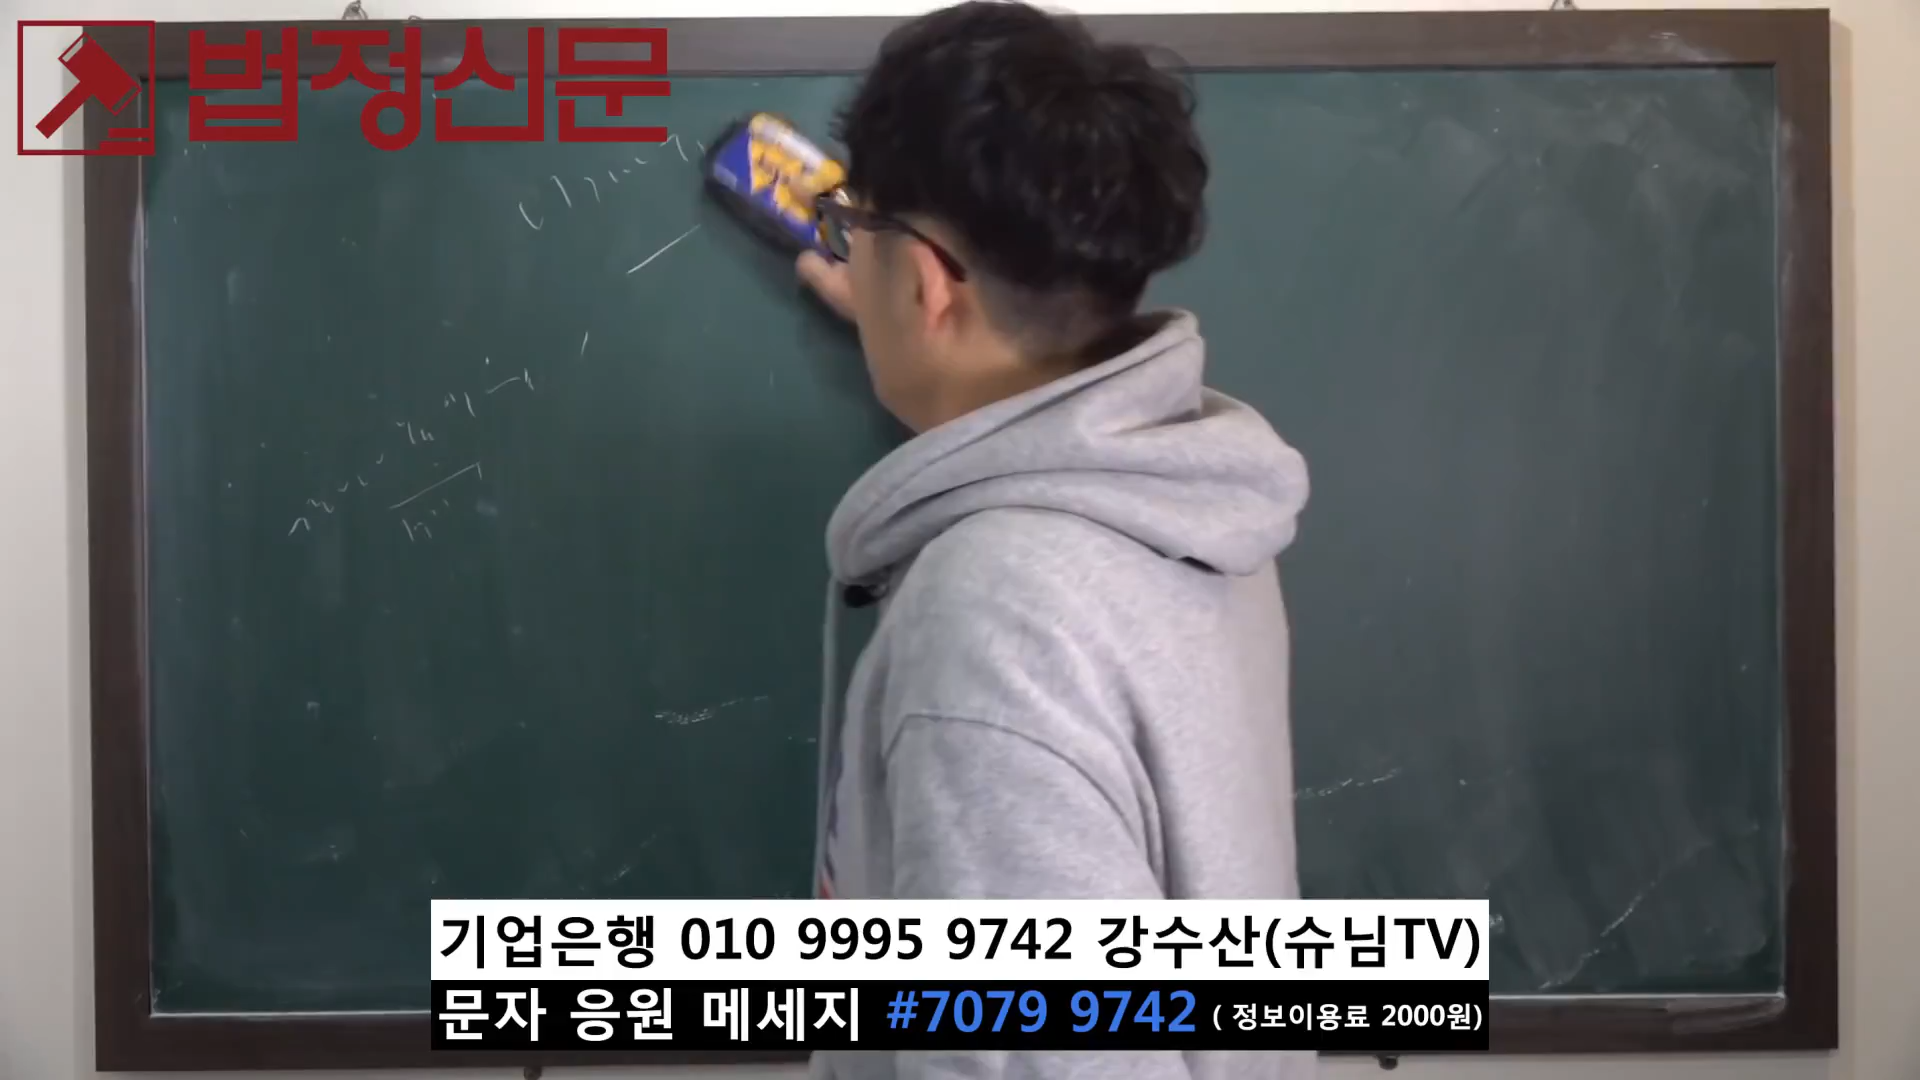 법정신문
기업은행 010 9995 9742 강수산(슈님TV)
문자 응원 메세지 #7079 9742 ( 정보이용료 2000원)